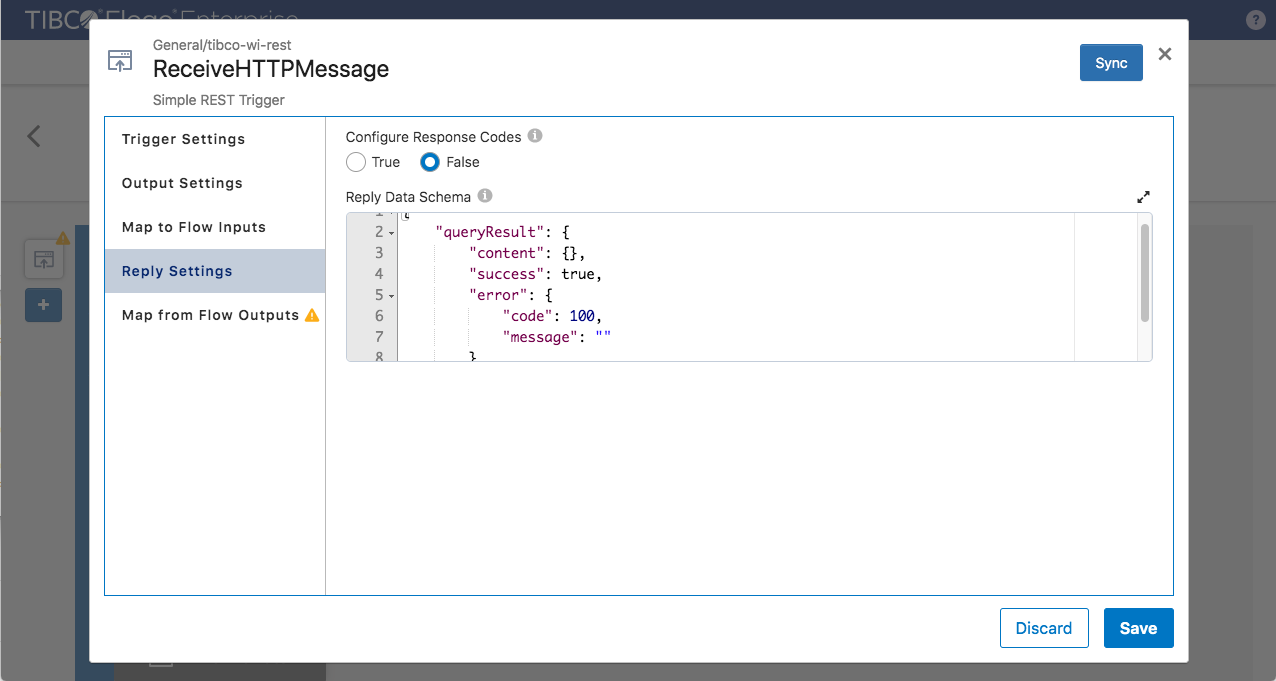 TIBCO Flogo® Enterprise
?
General/tibco-wi-rest
ReceiveHTTPMessage
Simple REST Trigger
Sync
Trigger Settings
Output Settings
Map to Flow Inputs
Reply Settings
Map from Flow Outputs
Configure Response Codes
True False
Reply Data Schema
1 {
2 "queryResult": {
3 "content": {},
4 "success": true,
5 "error": {
6 "code": 100,
7 "message": ""
8 }
Discard Save